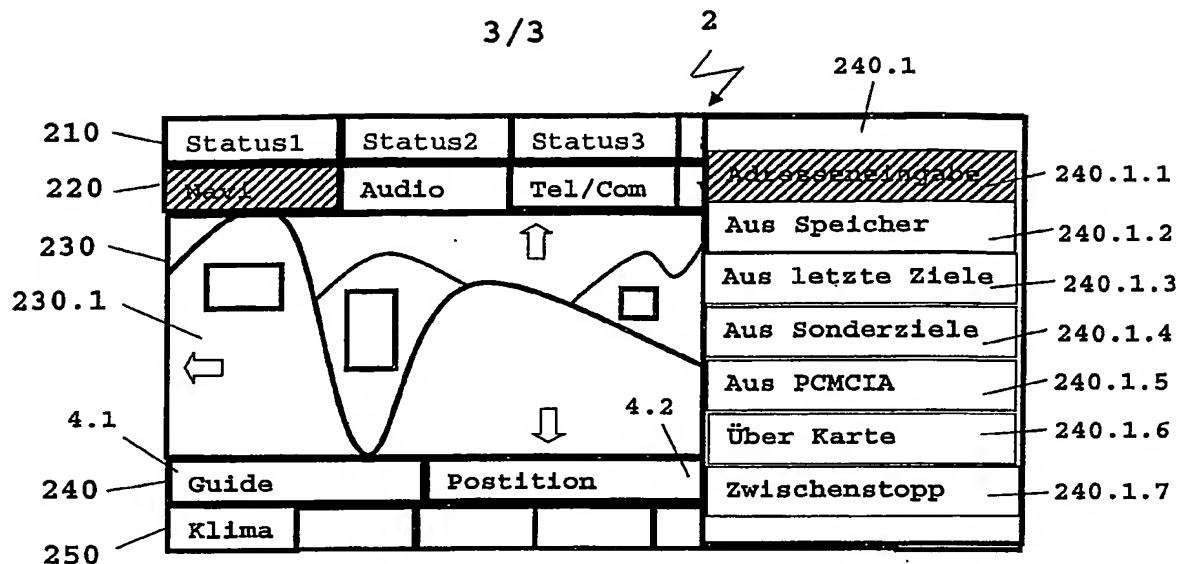 3/3
2
240.1
210
Status1 Status2 Status3
220
Navi Audio Tel/Com
Adresseneingabe
240.1.1
Aus Speicher
240.1.2
230
Aus letzte Ziele
240.1.3
230.1
Aus Sonderziele
240.1.4
Aus PCMCIA
240.1.5
4.1
4.2
Über Karte
240.1.6
240
Guide Postition
Zwischenstopp
240.1.7
250
Klima